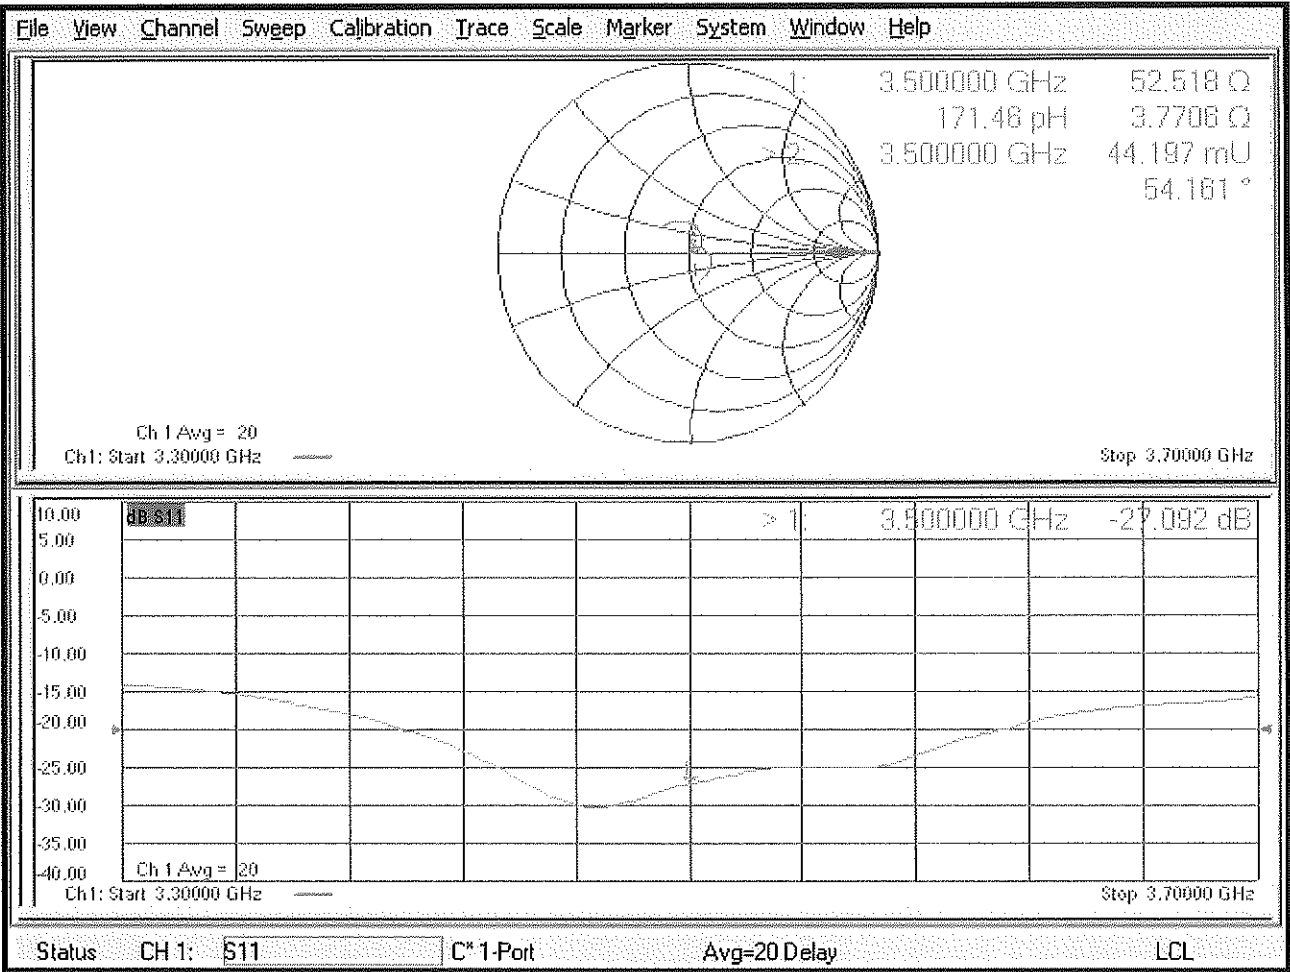 File View Channel Sweep Calibration Trace Scale Marker System Window Help
1: 3.500000 GHz 52.518 Ω
171.46 pH 3.7706 Ω
> 2: 3.500000 GHz 44.197 mU
54.161 °
Ch 1 Avg = 20
Ch1: Start 3.30000 GHz
Stop 3.70000 GHz
10.00
dB S11
> 1: 3.500000 GHz -27.092 dB
5.00
0.00
-5.00
-10.00
-15.00
-20.00
-25.00
-30.00
-35.00
-40.00
Ch 1 Avg = 20
Ch1: Start 3.30000 GHz
Stop 3.70000 GHz
Status CH 1: S11 C* 1-Port Avg=20 Delay LCL